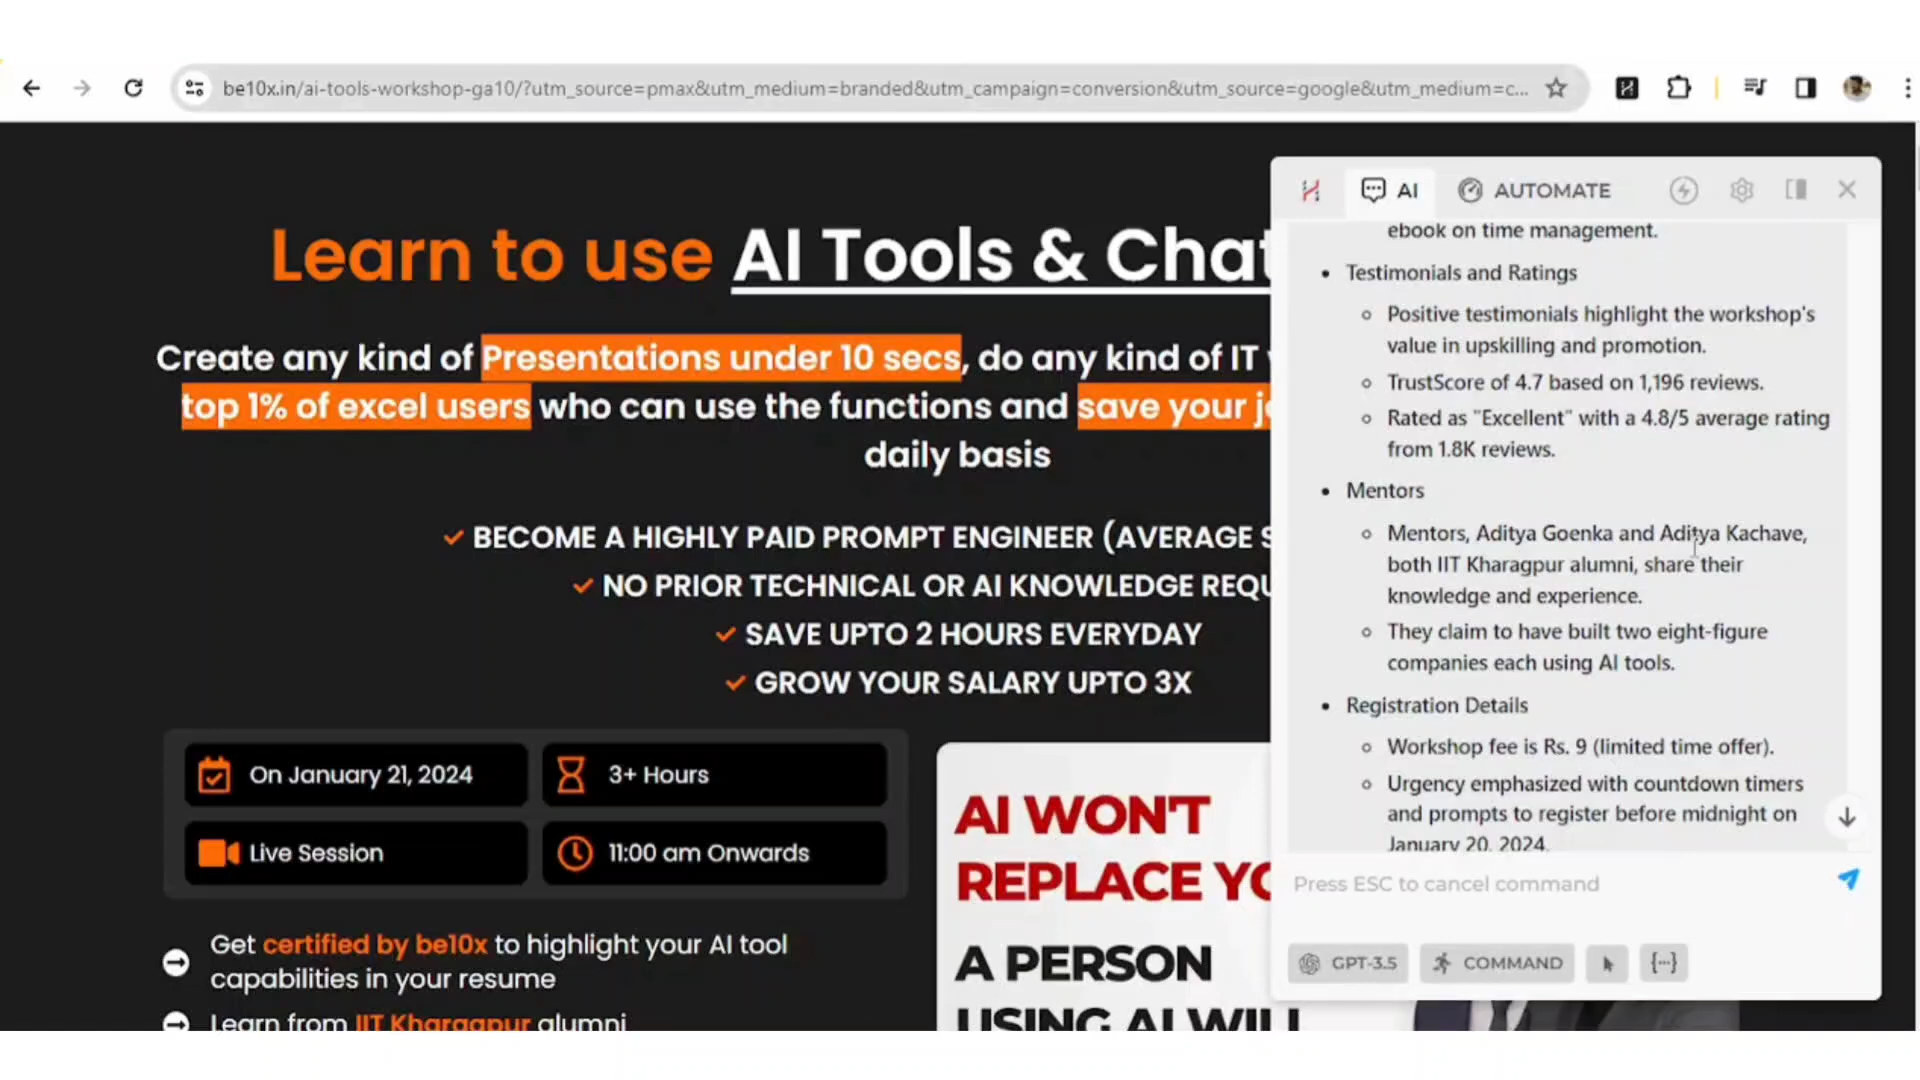 be10x.in/ai-tools-workshop-ga10/?utm_source=pmax&utm_medium=branded&utm_campaign=conversion&utm_source=google&utm_medium=c...
Learn to use AI Tools & Chat
Create any kind of Presentations under 10 secs, do any kind of IT
top 1% of excel users who can use the functions and save your j
daily basis
BECOME A HIGHLY PAID PROMPT ENGINEER (AVERAGE S
NO PRIOR TECHNICAL OR AI KNOWLEDGE REQU
SAVE UPTO 2 HOURS EVERYDAY
GROW YOUR SALARY UPTO 3X
On January 21, 2024
3+ Hours
Live Session
11:00 am Onwards
Get certified by be10x to highlight your AI tool
capabilities in your resume
Learn from IIT Kharagpur alumni
AI WON'T
REPLACE YO
A PERSON
USING AI WILL
AI AUTOMATE
ebook on time management.
Testimonials and Ratings
Positive testimonials highlight the workshop's
value in upskilling and promotion.
TrustScore of 4.7 based on 1,196 reviews.
Rated as "Excellent" with a 4.8/5 average rating
from 1.8K reviews.
Mentors
Mentors, Aditya Goenka and Aditya Kachave,
both IIT Kharagpur alumni, share their
knowledge and experience.
They claim to have built two eight-figure
companies each using AI tools.
Registration Details
Workshop fee is Rs. 9 (limited time offer).
Urgency emphasized with countdown timers
and prompts to register before midnight on
January 20, 2024.
Press ESC to cancel command
GPT-3.5 COMMAND {...}